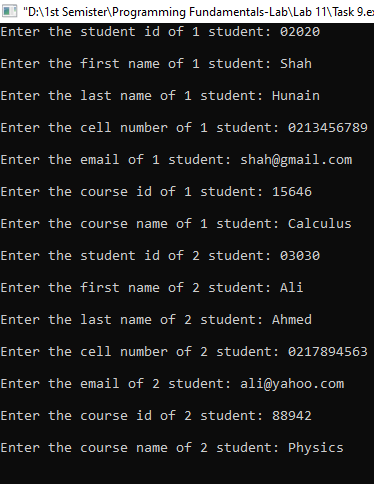 "D:\1st Semister\Programming Fundamentals-Lab\Lab 11\Task 9.ex
Enter the student id of 1 student: 02020
Enter the first name of 1 student: Shah
Enter the last name of 1 student: Hunain
Enter the cell number of 1 student: 0213456789
Enter the email of 1 student: shah@gmail.com
Enter the course id of 1 student: 15646
Enter the course name of 1 student: Calculus
Enter the student id of 2 student: 03030
Enter the first name of 2 student: Ali
Enter the last name of 2 student: Ahmed
Enter the cell number of 2 student: 0217894563
Enter the email of 2 student: ali@yahoo.com
Enter the course id of 2 student: 88942
Enter the course name of 2 student: Physics